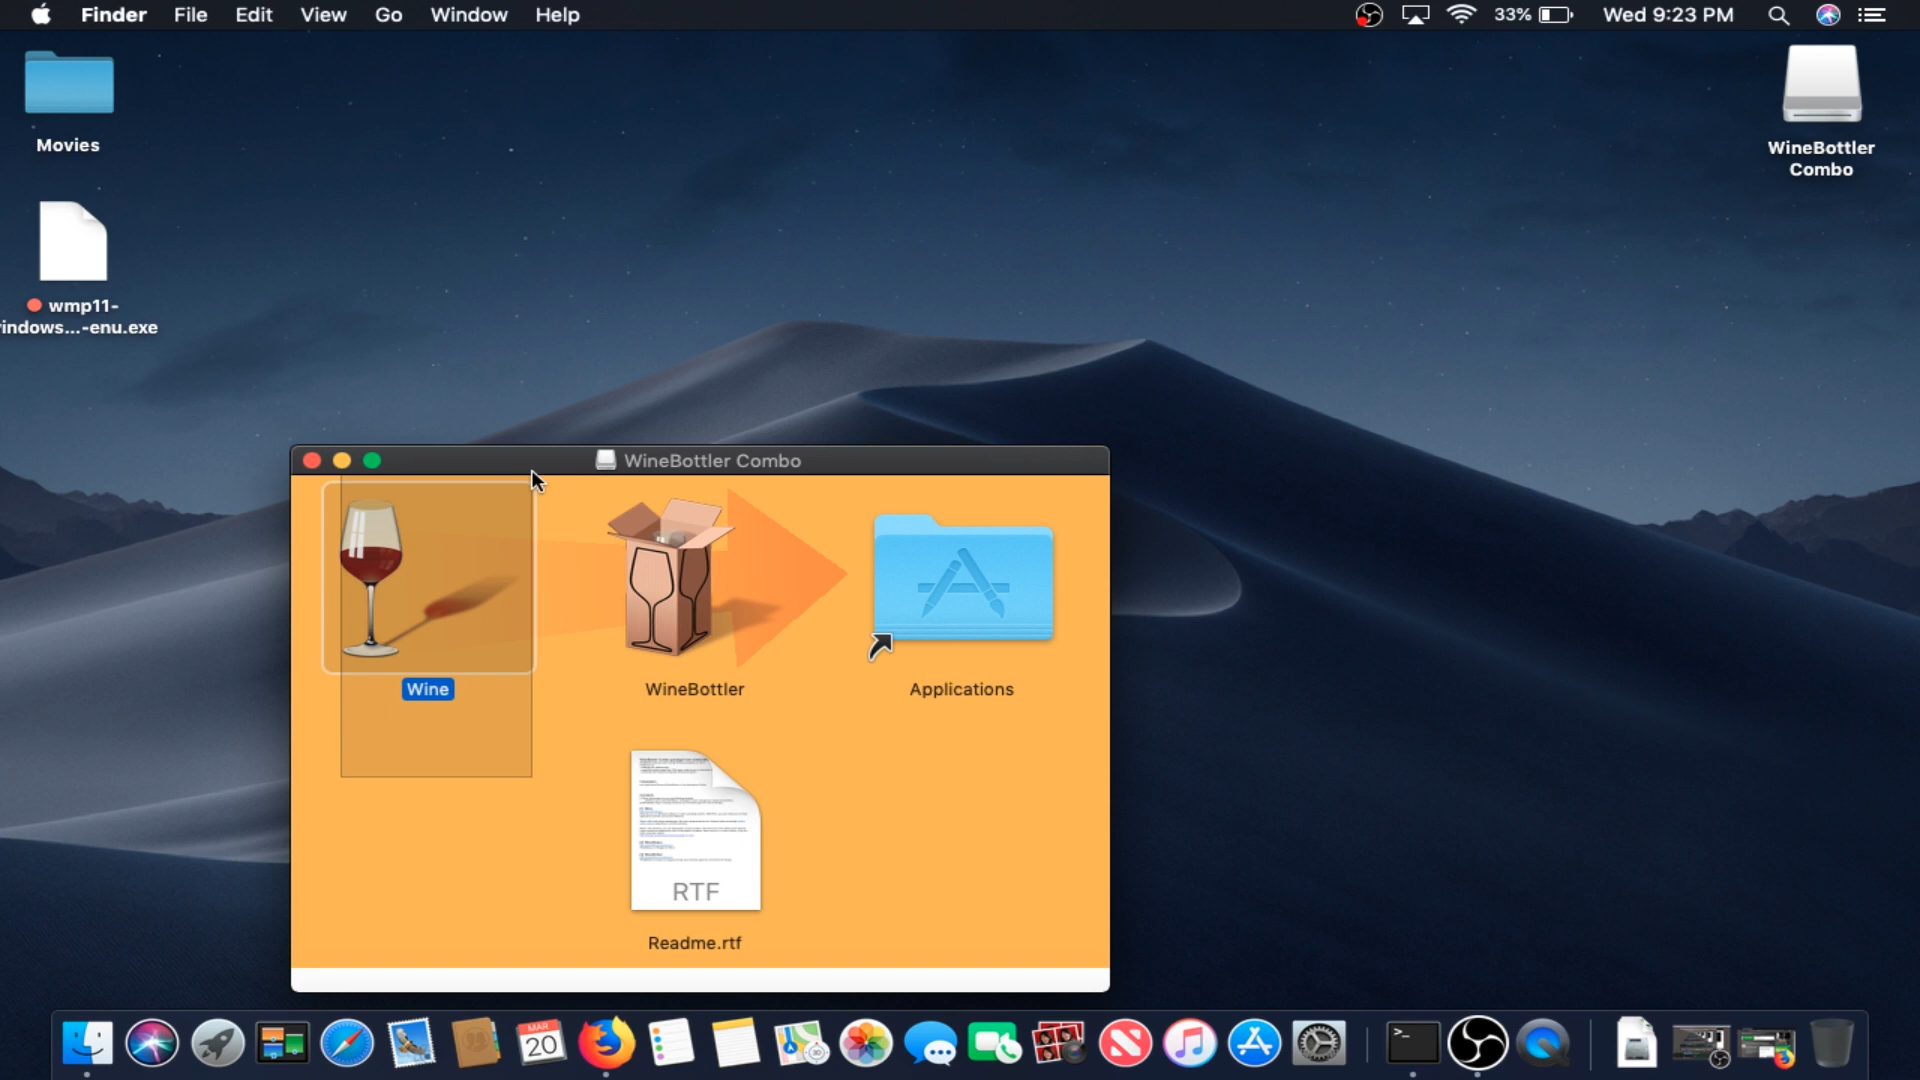 Finder File Edit View Go Window Help 33% Wed 9:23 PM
Movies
WineBottler
Combo
wmp11-
indows...-enu.exe
WineBottler Combo
Wine
WineBottler
Applications
RTF
Readme.rtf
MAR
20
>_